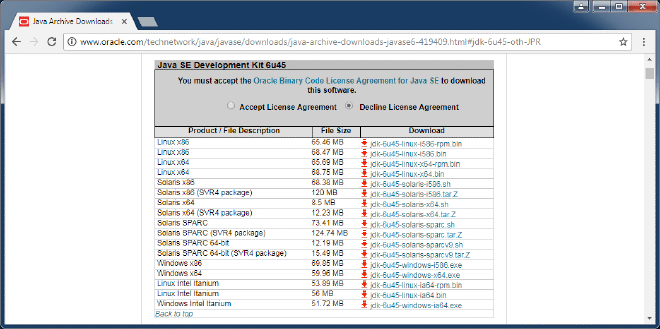 Java Archive Downloads
www.oracle.com/technetwork/java/javase/downloads/java-archive-downloads-javase6-419409.html#jdk-6u45-oth-JPR
Java SE Development Kit 6u45
You must accept the Oracle Binary Code License Agreement for Java SE to download
this software.
Accept License Agreement Decline License Agreement
Product / File Description File Size Download
Linux x86 65.46 MB jdk-6u45-linux-i586-rpm.bin
Linux x86 68.47 MB jdk-6u45-linux-i586.bin
Linux x64 65.69 MB jdk-6u45-linux-x64-rpm.bin
Linux x64 68.75 MB jdk-6u45-linux-x64.bin
Solaris x86 68.38 MB jdk-6u45-solaris-i586.sh
Solaris x86 (SVR4 package) 120 MB jdk-6u45-solaris-i586.tar.Z
Solaris x64 8.5 MB jdk-6u45-solaris-x64.sh
Solaris x64 (SVR4 package) 12.23 MB jdk-6u45-solaris-x64.tar.Z
Solaris SPARC 73.41 MB jdk-6u45-solaris-sparc.sh
Solaris SPARC (SVR4 package) 124.74 MB jdk-6u45-solaris-sparc.tar.Z
Solaris SPARC 64-bit 12.19 MB jdk-6u45-solaris-sparcv9.sh
Solaris SPARC 64-bit (SVR4 package) 15.49 MB jdk-6u45-solaris-sparcv9.tar.Z
Windows x86 69.85 MB jdk-6u45-windows-i586.exe
Windows x64 59.96 MB jdk-6u45-windows-x64.exe
Linux Intel Itanium 53.89 MB jdk-6u45-linux-ia64-rpm.bin
Linux Intel Itanium 56 MB jdk-6u45-linux-ia64.bin
Windows Intel Itanium 51.72 MB jdk-6u45-windows-ia64.exe
Back to top